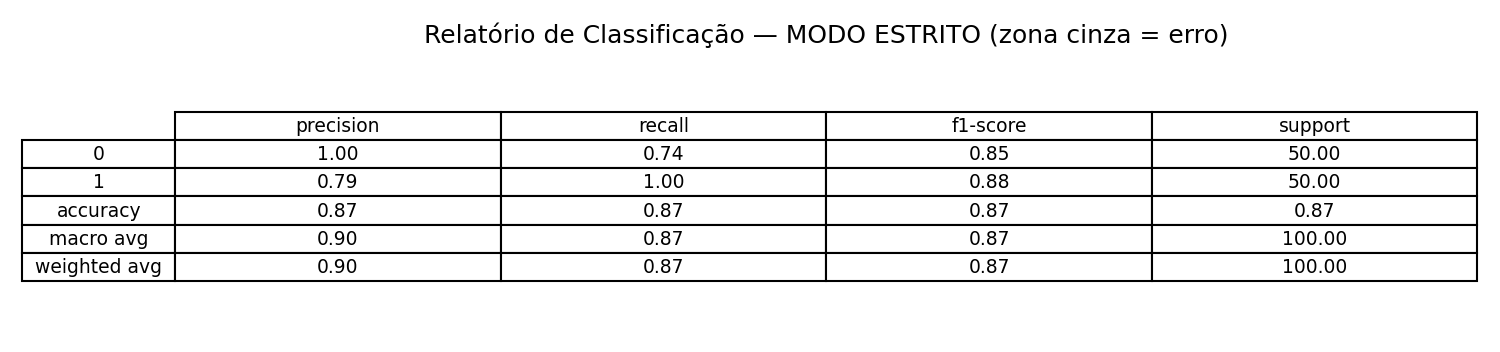 Relatório de Classificação — MODO ESTRITO (zona cinza = erro)
precision recall f1-score support
0 1.00 0.74 0.85 50.00
1 0.79 1.00 0.88 50.00
accuracy 0.87 0.87 0.87 0.87
macro avg 0.90 0.87 0.87 100.00
weighted avg 0.90 0.87 0.87 100.00